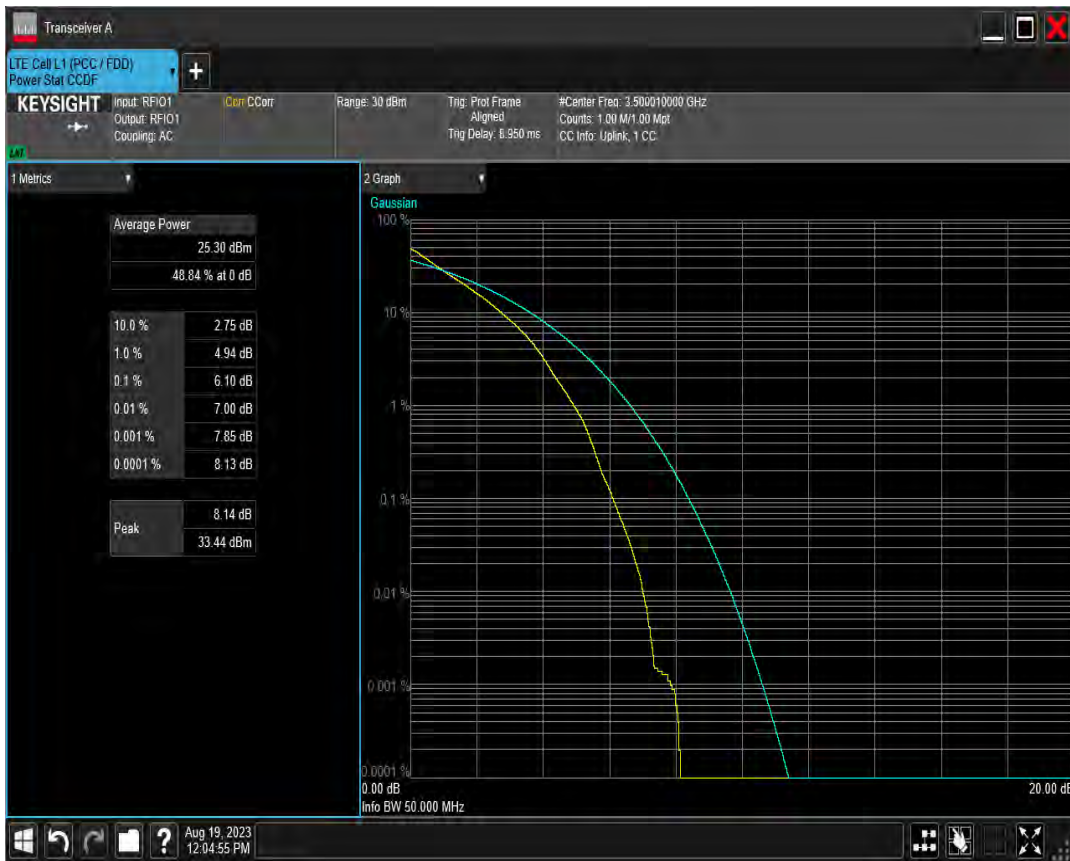 Transceiver A
LTE Cell L1 (PCC / FDD)
Power Stat CCDF
+
KEYSIGHT
Input: RFIO1
Output: RFIO1
Coupling: AC
Corr CCorr
Range: 30 dBm
Trig: Prot Frame
Aligned
Trig Delay: 8.950 ms
#Center Freq: 3.500010000 GHz
Counts: 1.00 M/1.00 Mpt
CC Info: Uplink, 1 CC
LXI
1 Metrics
Average Power
25.30 dBm
48.84 % at 0 dB
10.0 % 2.75 dB
1.0 % 4.94 dB
0.1 % 6.10 dB
0.01 % 7.00 dB
0.001 % 7.85 dB
0.0001 % 8.13 dB
Peak
8.14 dB
33.44 dBm
2 Graph
Gaussian
100 %
10 %
1 %
0.1 %
0.01 %
0.001 %
0.0001 %
0.00 dB
20.00 dB
Info BW 50.000 MHz
?
Aug 19, 2023
12:04:55 PM